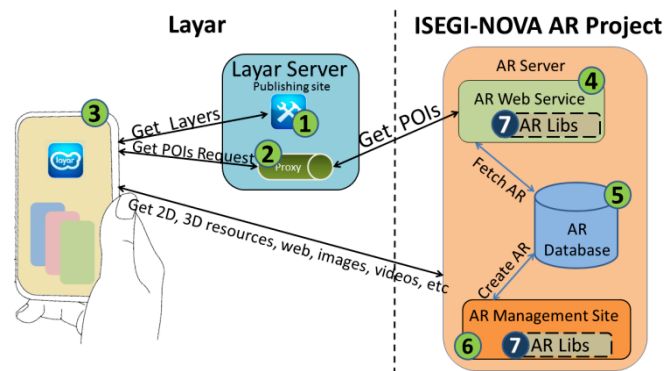 Layar
ISEGI-NOVA AR Project
Layar Server
Publishing site
1
2
Proxy
3
layar
Get Layers
Get POIs Request
Get POIs
Get 2D, 3D resources, web, images, videos, etc
AR Server
4
AR Web Service
7
AR Libs
Fetch AR
5
AR
Database
Create AR
AR Management Site
6
7
AR Libs